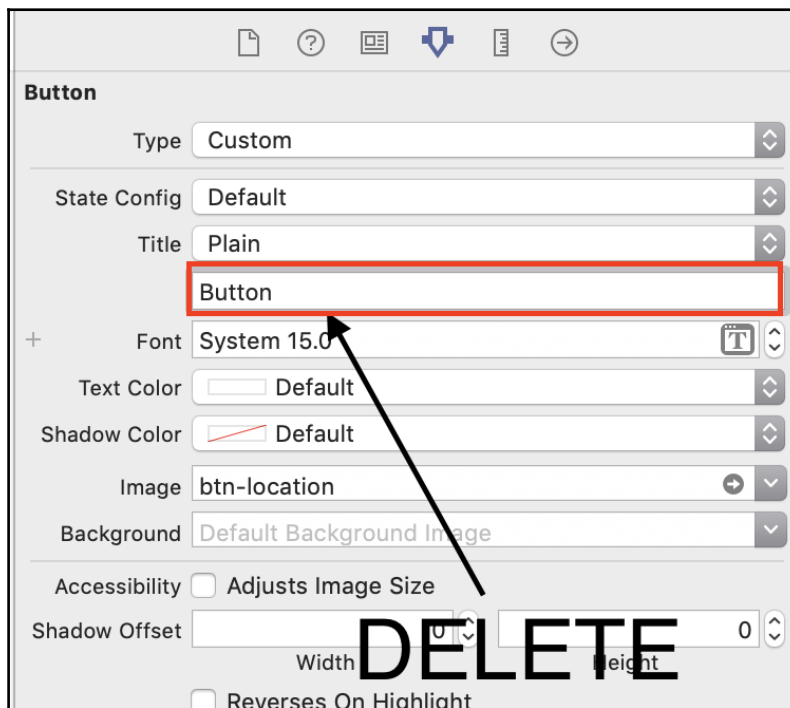 Button
Type Custom
State Config Default
Title Plain
Button
+ Font System 15.0 T
Text Color Default
Shadow Color Default
Image btn-location
Background Default Background Image
Accessibility Adjusts Image Size
Shadow Offset 0 0
Width Height
DELETE
Reverses On Highlight